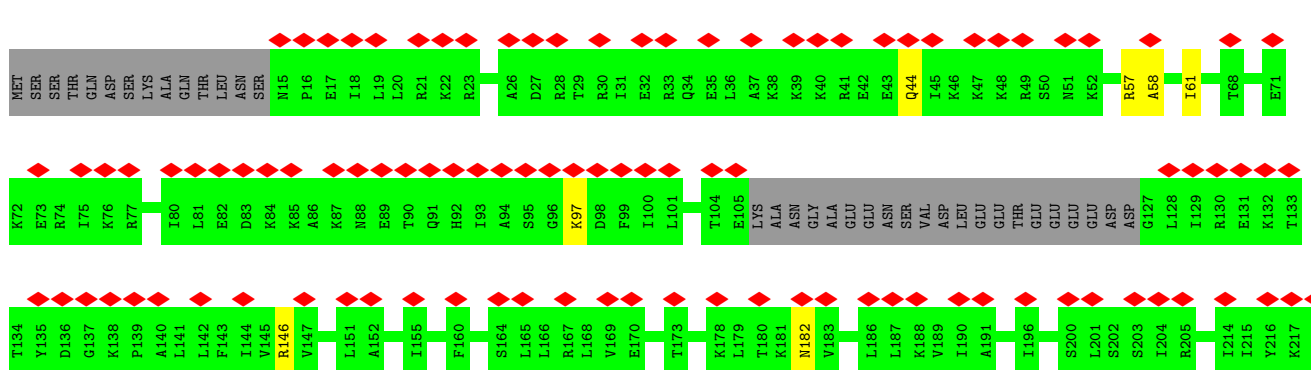 MET SER SER THR GLN ASP SER LYS ALA GLN THR LEU ASN SER N15 P16 E17 I18 L19 L20 R21 K22 R23 A26 D27 R28 T29 R30 I31 E32 R33 Q34 E35 L36 A37 K38 K39 K40 R41 E42 E43 Q44 I45 K46 K47 K48 R49 S50 N51 K52 R57 A58 I61 T68 E71
K72 E73 R74 I75 K76 R77 I80 L81 E82 D83 K84 K85 A86 K87 N88 E89 T90 Q91 H92 I93 A94 S95 G96 K97 D98 F99 I100 L101 T104 E105 LYS ALA ASN GLY ALA GLU GLU ASN SER VAL ASP LEU GLU GLU THR GLU GLU GLU GLU ASP ASP G127 L128 I129 R130 E131 K132 T133
T134 Y135 D136 G137 K138 P139 A140 L141 L142 F143 I144 V145 R146 V147 L151 A152 I155 F160 S164 L165 L166 R167 L168 V169 E170 T173 K178 L179 T180 K181 N182 V183 L186 L187 K188 V189 I190 A191 I196 S200 L201 S202 S203 I204 R205 I214 I215 Y216 K217